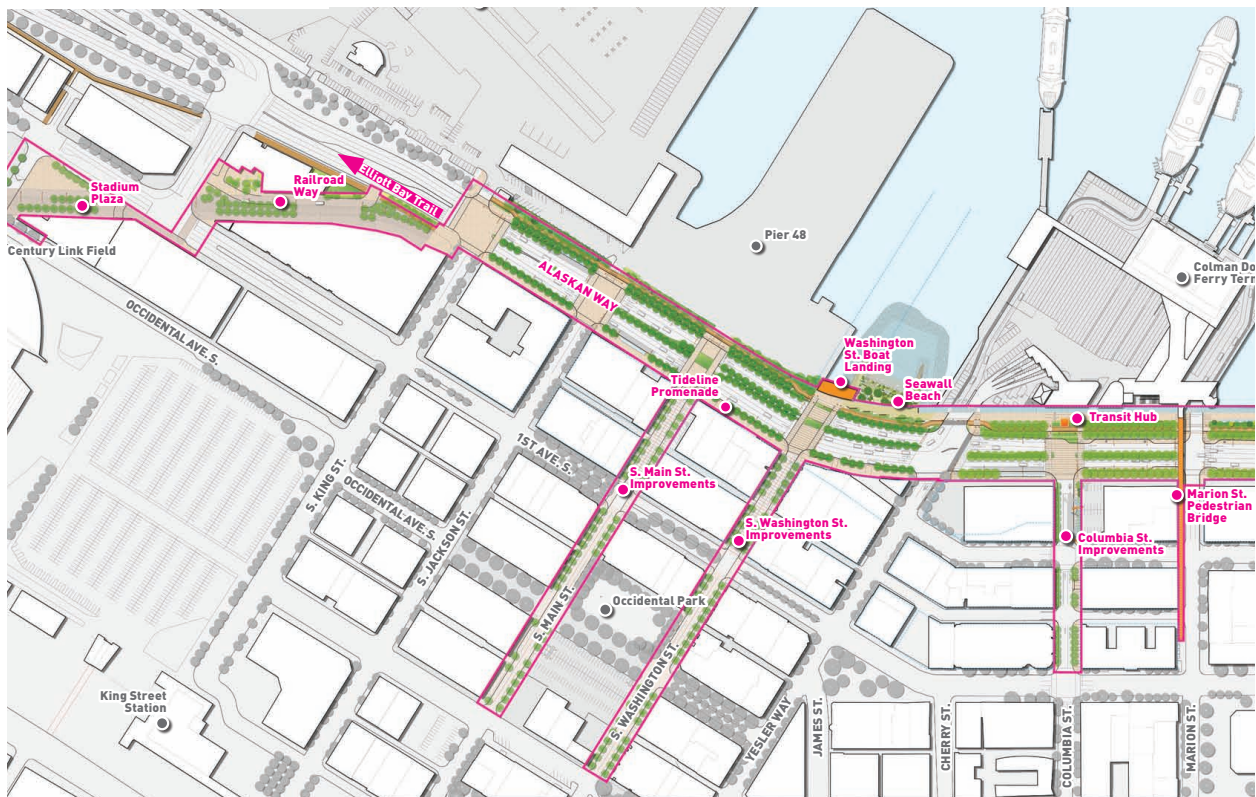 Stadium
Plaza
Railroad
Way
Elliott Bay Trail
Century Link Field
Pier 48
Colman Do
Ferry Term
ALASKAN WAY
OCCIDENTAL AVE. S.
Washington
St. Boat
Landing
Seawall
Beach
Tideline
Promenade
Transit Hub
1ST AVE. S.
S. Main St.
Improvements
S. KING ST.
OCCIDENTAL AVE. S.
S. JACKSON ST.
S. Washington St.
Improvements
Marion St.
Pedestrian
Bridge
Columbia St.
Improvements
S. MAIN ST.
Occidental Park
S. WASHINGTON ST.
King Street
Station
YESLER WAY
JAMES ST.
CHERRY ST.
COLUMBIA ST.
MARION ST.